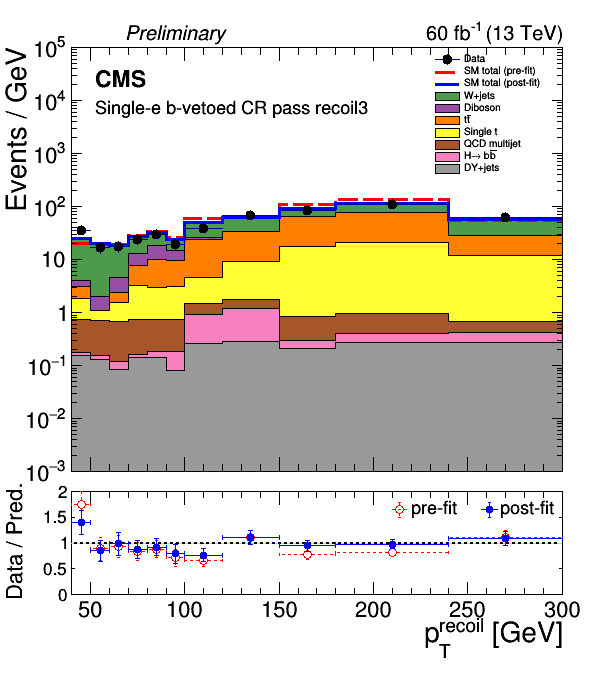 Preliminary 60 fb⁻¹ (13 TeV)
CMS
Single-e b-vetoed CR pass recoil3
Data
SM total (pre-fit)
SM total (post-fit)
W+jets
Diboson
tt̅
Single t
QCD multijet
H→ bb̅
DY+jets
Events / GeV
10⁵
10⁴
10³
10²
10
1
10⁻¹
10⁻²
10⁻³
pre-fit post-fit
Data / Pred.
2
1.5
1
0.5
0
50 100 150 200 250 300
p_T^recoil [GeV]